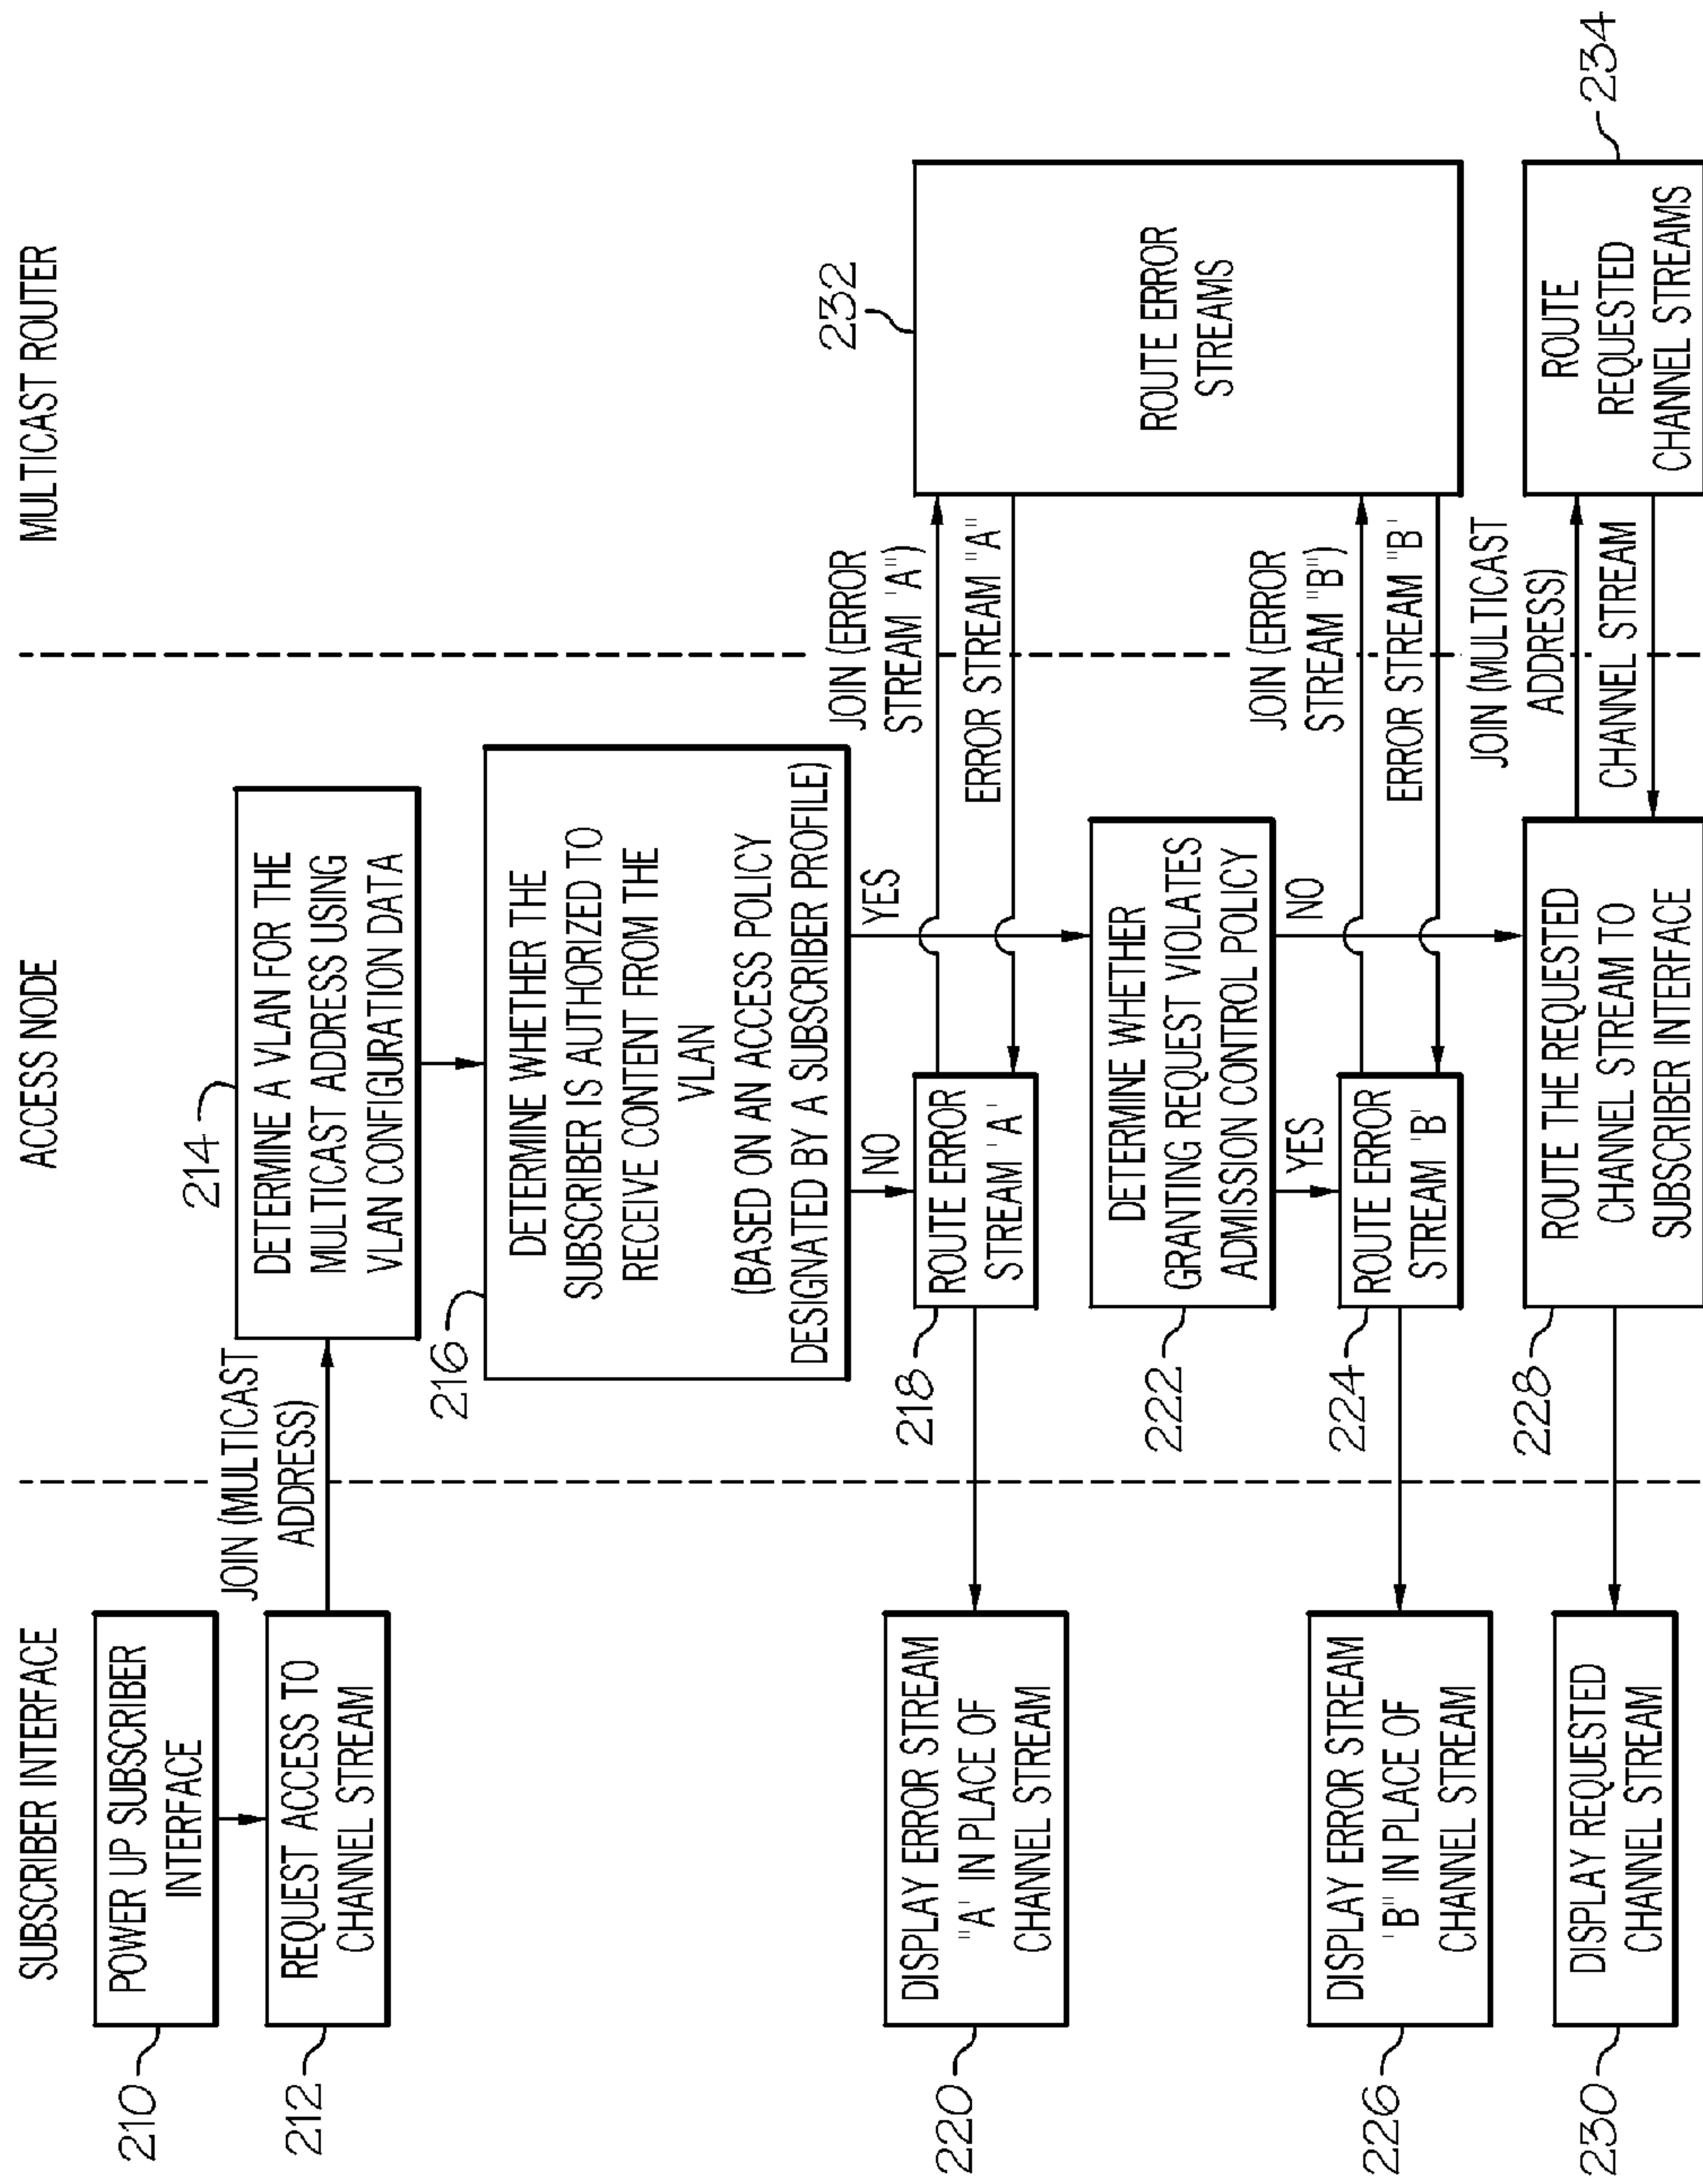 SUBSCRIBER INTERFACE
ACCESS NODE
MULTICAST ROUTER
210
POWER UP SUBSCRIBER
INTERFACE
212
REQUEST ACCESS TO
CHANNEL STREAM
JOIN (MULTICAST
ADDRESS)
214
DETERMINE A VLAN FOR THE
MULTICAST ADDRESS USING
VLAN CONFIGURATION DATA
216
DETERMINE WHETHER THE
SUBSCRIBER IS AUTHORIZED TO
RECEIVE CONTENT FROM THE
VLAN
(BASED ON AN ACCESS POLICY
DESIGNATED BY A SUBSCRIBER PROFILE)
NO
YES
JOIN (ERROR
STREAM 'A")
232
ROUTE ERROR
STREAMS
218
ROUTE ERROR
STREAM 'A'
ERROR STREAM "A"
220
DISPLAY ERROR STREAM
"A' IN PLACE OF
CHANNEL STREAM
222
DETERMINE WHETHER
GRANTING REQUEST VIOLATES
ADMISSION CONTROL POLICY
YES
NO
JOIN (ERROR
STREAM "B")
224
ROUTE ERROR
STREAM 'B'
ERROR STREAM "B'
226
DISPLAY ERROR STREAM
'B" IN PLACE OF
CHANNEL STREAM
JOIN (MULTICAST
ADDRESS)
CHANNEL STREAM
228
ROUTE THE REQUESTED
CHANNEL STREAM TO
SUBSCRIBER INTERFACE
230
DISPLAY REQUESTED
CHANNEL STREAM
234
ROUTE
REQUESTED
CHANNEL STREAMS